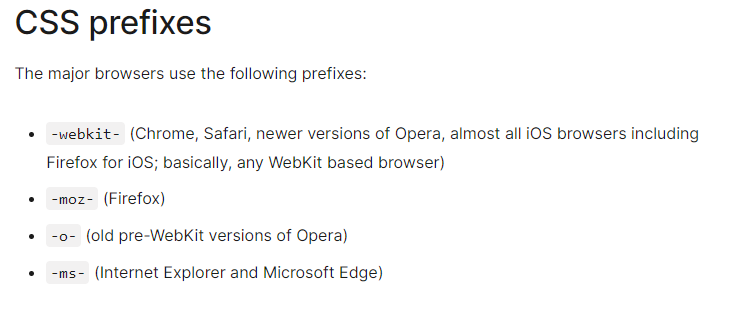 CSS prefixes
The major browsers use the following prefixes:
• -webkit- (Chrome, Safari, newer versions of Opera, almost all iOS browsers including
Firefox for iOS; basically, any WebKit based browser)
• -moz- (Firefox)
• -o- (old pre-WebKit versions of Opera)
• -ms- (Internet Explorer and Microsoft Edge)